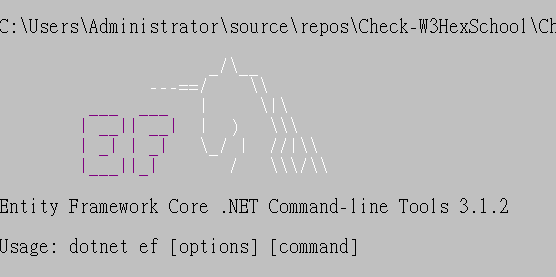 C:\Users\Administrator\source\repos\Check-W3HexSchool\Ch
EF
Entity Framework Core .NET Command-line Tools 3.1.2
Usage: dotnet ef [options] [command]